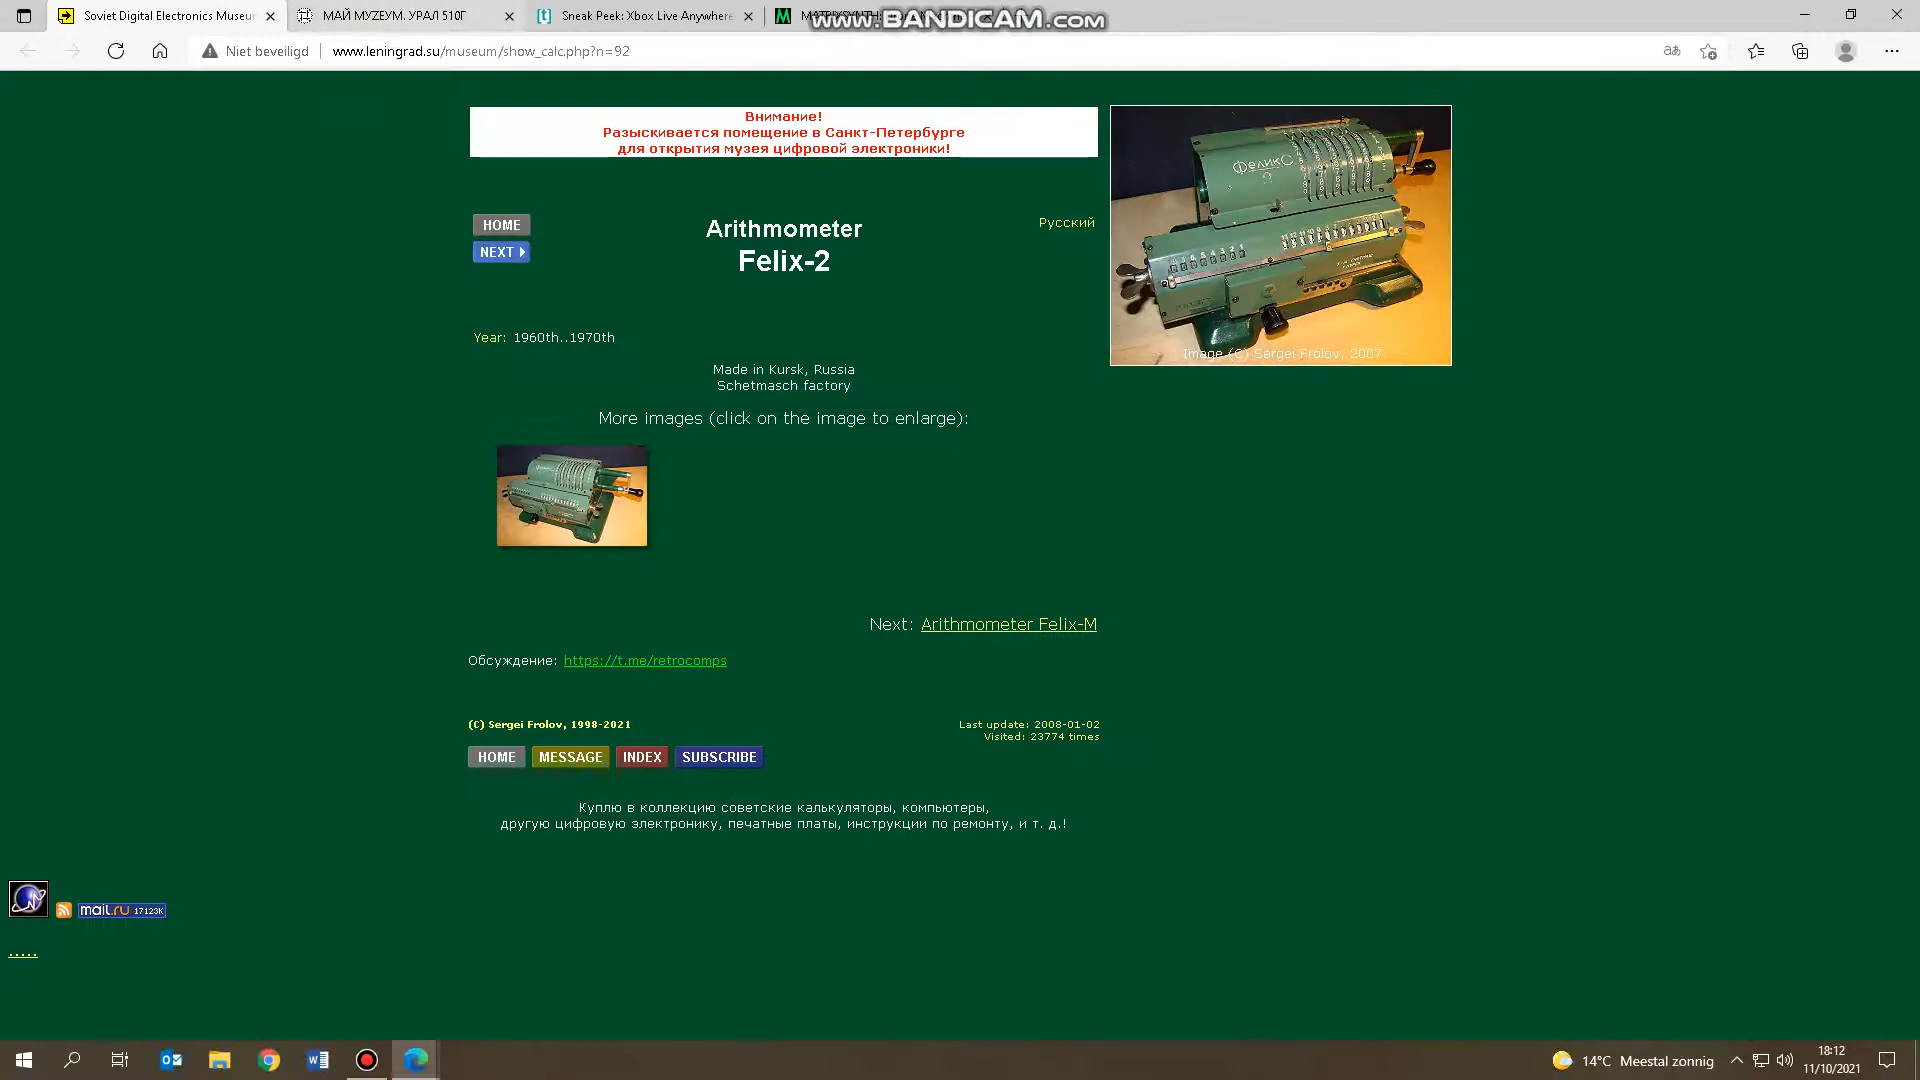 Soviet Digital Electronics Museum
МАЙ МУЗЕУМ. УРАЛ 510Г
Sneak Peek: Xbox Live Anywhere
www.BANDICAM.com
Niet beveiligd
www.leningrad.su/museum/show_calc.php?n=92
Внимание!
Разыскивается помещение в Санкт-Петербурге
для открытия музея цифровой электроники!
HOME
NEXT
Arithmometer
Felix-2
Русский
феликс
Image (C) Sergei Frolov, 2007
Year: 1960th..1970th
Made in Kursk, Russia
Schetmasch factory
More images (click on the image to enlarge):
Next: Arithmometer Felix-M
Обсуждение: https://t.me/retrocomps
(C) Sergei Frolov, 1998-2021
Last update: 2008-01-02
Visited: 23774 times
HOME MESSAGE INDEX SUBSCRIBE
Куплю в коллекцию советские калькуляторы, компьютеры,
другую цифровую электронику, печатные платы, инструкции по ремонту, и т. д.!
mail.ru 17123K
.....
14°C Meestal zonnig
18:12
11/10/2021